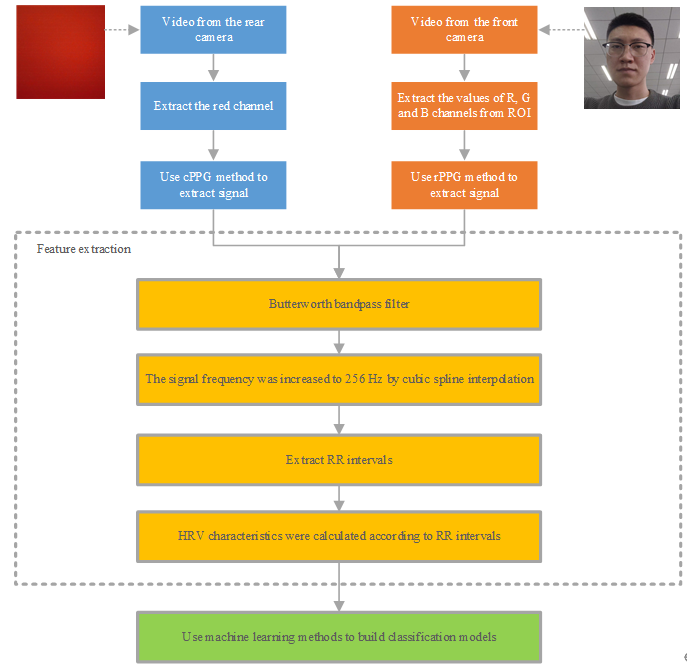 Video from the rear
camera
Video from the front
camera
Extract the red channel
Extract the values of R, G
and B channels from ROI
Use cPPG method to
extract signal
Use rPPG method to
extract signal
Feature extraction
Butterworth bandpass filter
The signal frequency was increased to 256 Hz by cubic spline interpolation
Extract RR intervals
HRV characteristics were calculated according to RR intervals
Use machine learning methods to build classification models